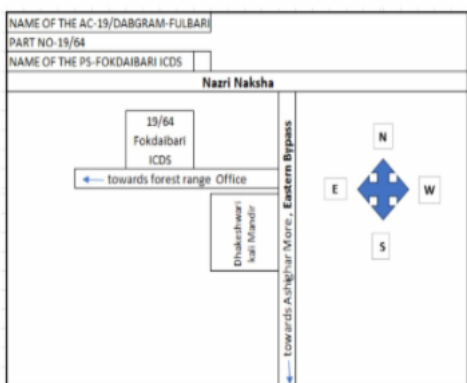 NAME OF THE AC-19/DABGRAM-FULBARI
PART NO-19/64
NAME OF THE PS-FOKDAIBARI ICDS
Nazri Naksha
19/64
Fokdaibari
ICDS
towards forest range Office
Dhakeshwari
kali Mandir
towards Ashighar More, Eastern Bypass
N
E
W
S